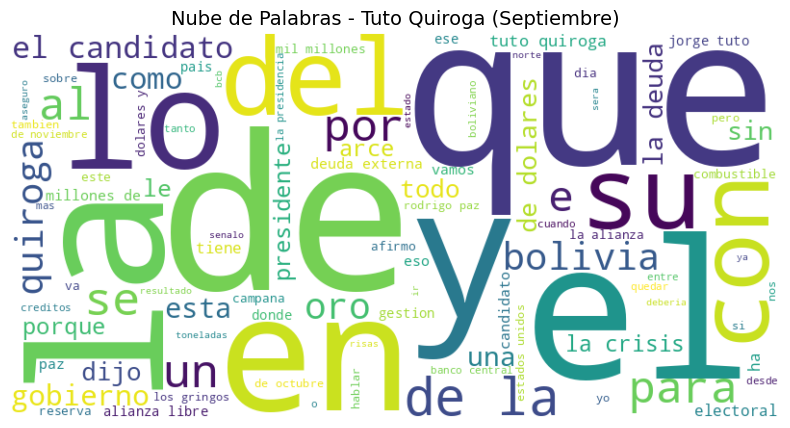 Nube de Palabras - Tuto Quiroga (Septiembre)
el candidato
mil millones
ese
tuto quiroga
jorge tuto
sobre
como
pais
bcb
la presidencia
del
que
norte
dia
la deuda
aseguro
al
lo
dolares y
por
estado
boliviano
de dolares
sera
pero
sin
tambien
de noviembre
tanto
arce
deuda externa
vamos
combustible
quiroga
este
millones de
le
a
de
presidente
todo
rodrigo paz
e
su
con
mas
tiene
senalo
afirmo
y
cuando
la alianza
va
se
eso
bolivia
entre
ya
creditos
resultado
esta
campana
donde
oro
gestion
ir
candidato
el
quedar
deberia
nos
porque
l
toneladas
en
risas
una
estados unidos
la crisis
si
ha
paz
dijo
un
banco central
desde
gobierno
los gringos
de octubre
hablar
de la
yo
para
reserva
alianza libre
o
electoral